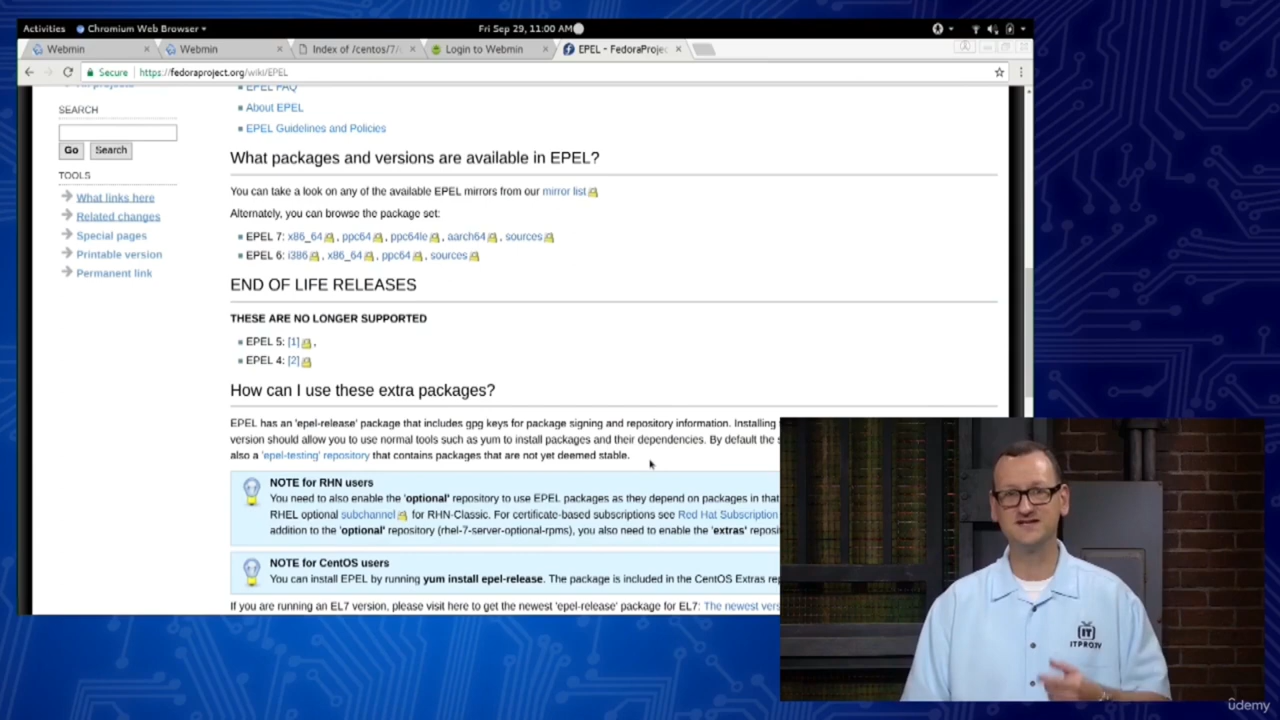 Activities Chromium Web Browser Fri Sep 29, 11:00 AM
Webmin × Webmin × Index of /centos/7/ × Login to Webmin × EPEL - FedoraProjec ×
Secure https://fedoraproject.org/wiki/EPEL
EPEL FAQ
SEARCH
About EPEL
EPEL Guidelines and Policies
Go Search
What packages and versions are available in EPEL?
TOOLS
What links here
You can take a look on any of the available EPEL mirrors from our mirror list
Related changes
Alternately, you can browse the package set:
Special pages
EPEL 7: x86_64, ppc64, ppc64le, aarch64, sources
Printable version
EPEL 6: i386, x86_64, ppc64, sources
Permanent link
END OF LIFE RELEASES
THESE ARE NO LONGER SUPPORTED
EPEL 5: [1],
EPEL 4: [2]
How can I use these extra packages?
EPEL has an 'epel-release' package that includes gpg keys for package signing and repository information. Installing
version should allow you to use normal tools such as yum to install packages and their dependencies. By default the s
also a 'epel-testing' repository that contains packages that are not yet deemed stable.
NOTE for RHN users
You need to also enable the 'optional' repository to use EPEL packages as they depend on packages in that
RHEL optional subchannel for RHN-Classic. For certificate-based subscriptions see Red Hat Subscription
addition to the 'optional' repository (rhel-7-server-optional-rpms), you also need to enable the 'extras' reposi
NOTE for CentOS users
You can install EPEL by running yum install epel-release. The package is included in the CentOS Extras rep
If you are running an EL7 version, please visit here to get the newest 'epel-release' package for EL7: The newest vers
IT
ITPROTV
udemy